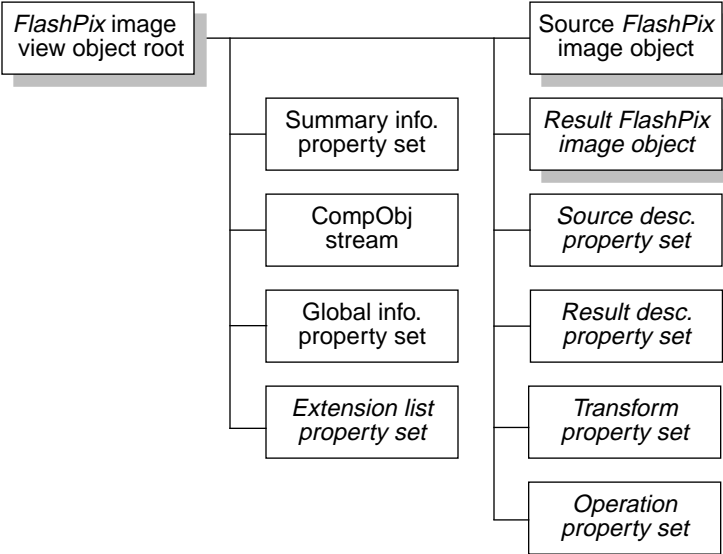 FlashPix image
view object root
Source FlashPix
image object
Summary info.
property set
Result FlashPix
image object
CompObj
stream
Source desc.
property set
Global info.
property set
Result desc.
property set
Extension list
property set
Transform
property set
Operation
property set